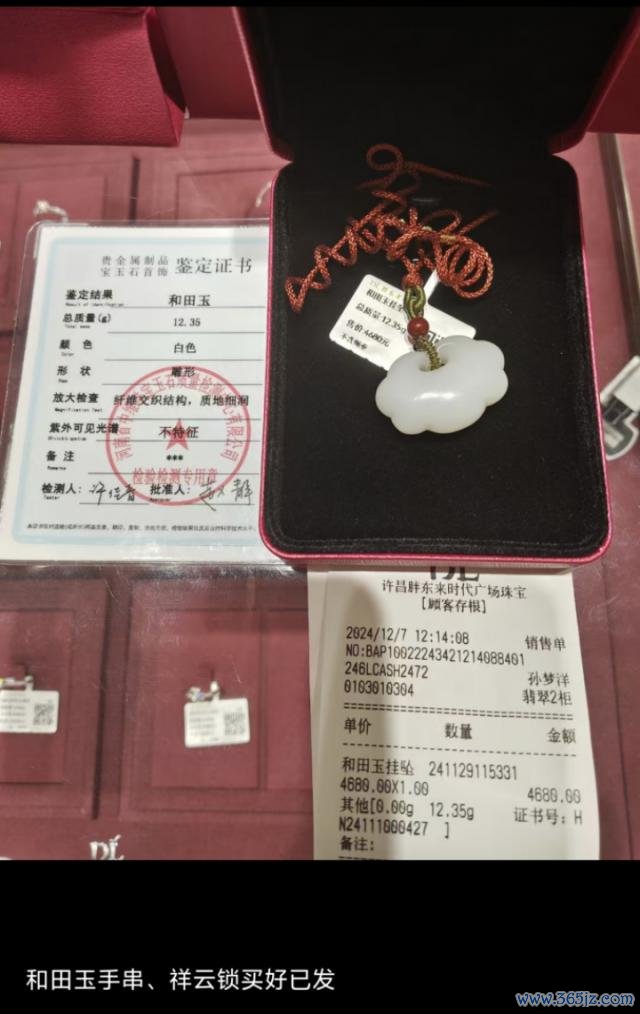 贵金属制品
宝玉石首饰 鉴定证书
鉴定结果 和田玉
总质量(g) 12.35
颜色 白色
形状 雕形
放大检查 纤维交织结构，质地细润
紫外可见光谱 不特征
备注 ***
检测人： 批准人：
检验检测专用章
和田玉挂坠
总质量:12.35g
售价:4680元
许昌胖东来时代广场珠宝
[顾客存根]
2024/12/7 12:14:08 销售单
NO:BAP10022243421214088401
246LCASH2472 孙梦洋
0103010304 翡翠2柜
单价 数量 金额
和田玉挂坠 241129115331
4680.00X1.00 4680.00
其他[0.00g 12.35g 证书号：H
N24111000427 ]
备注:
和田玉手串、祥云锁买好已发
www.365jz.com